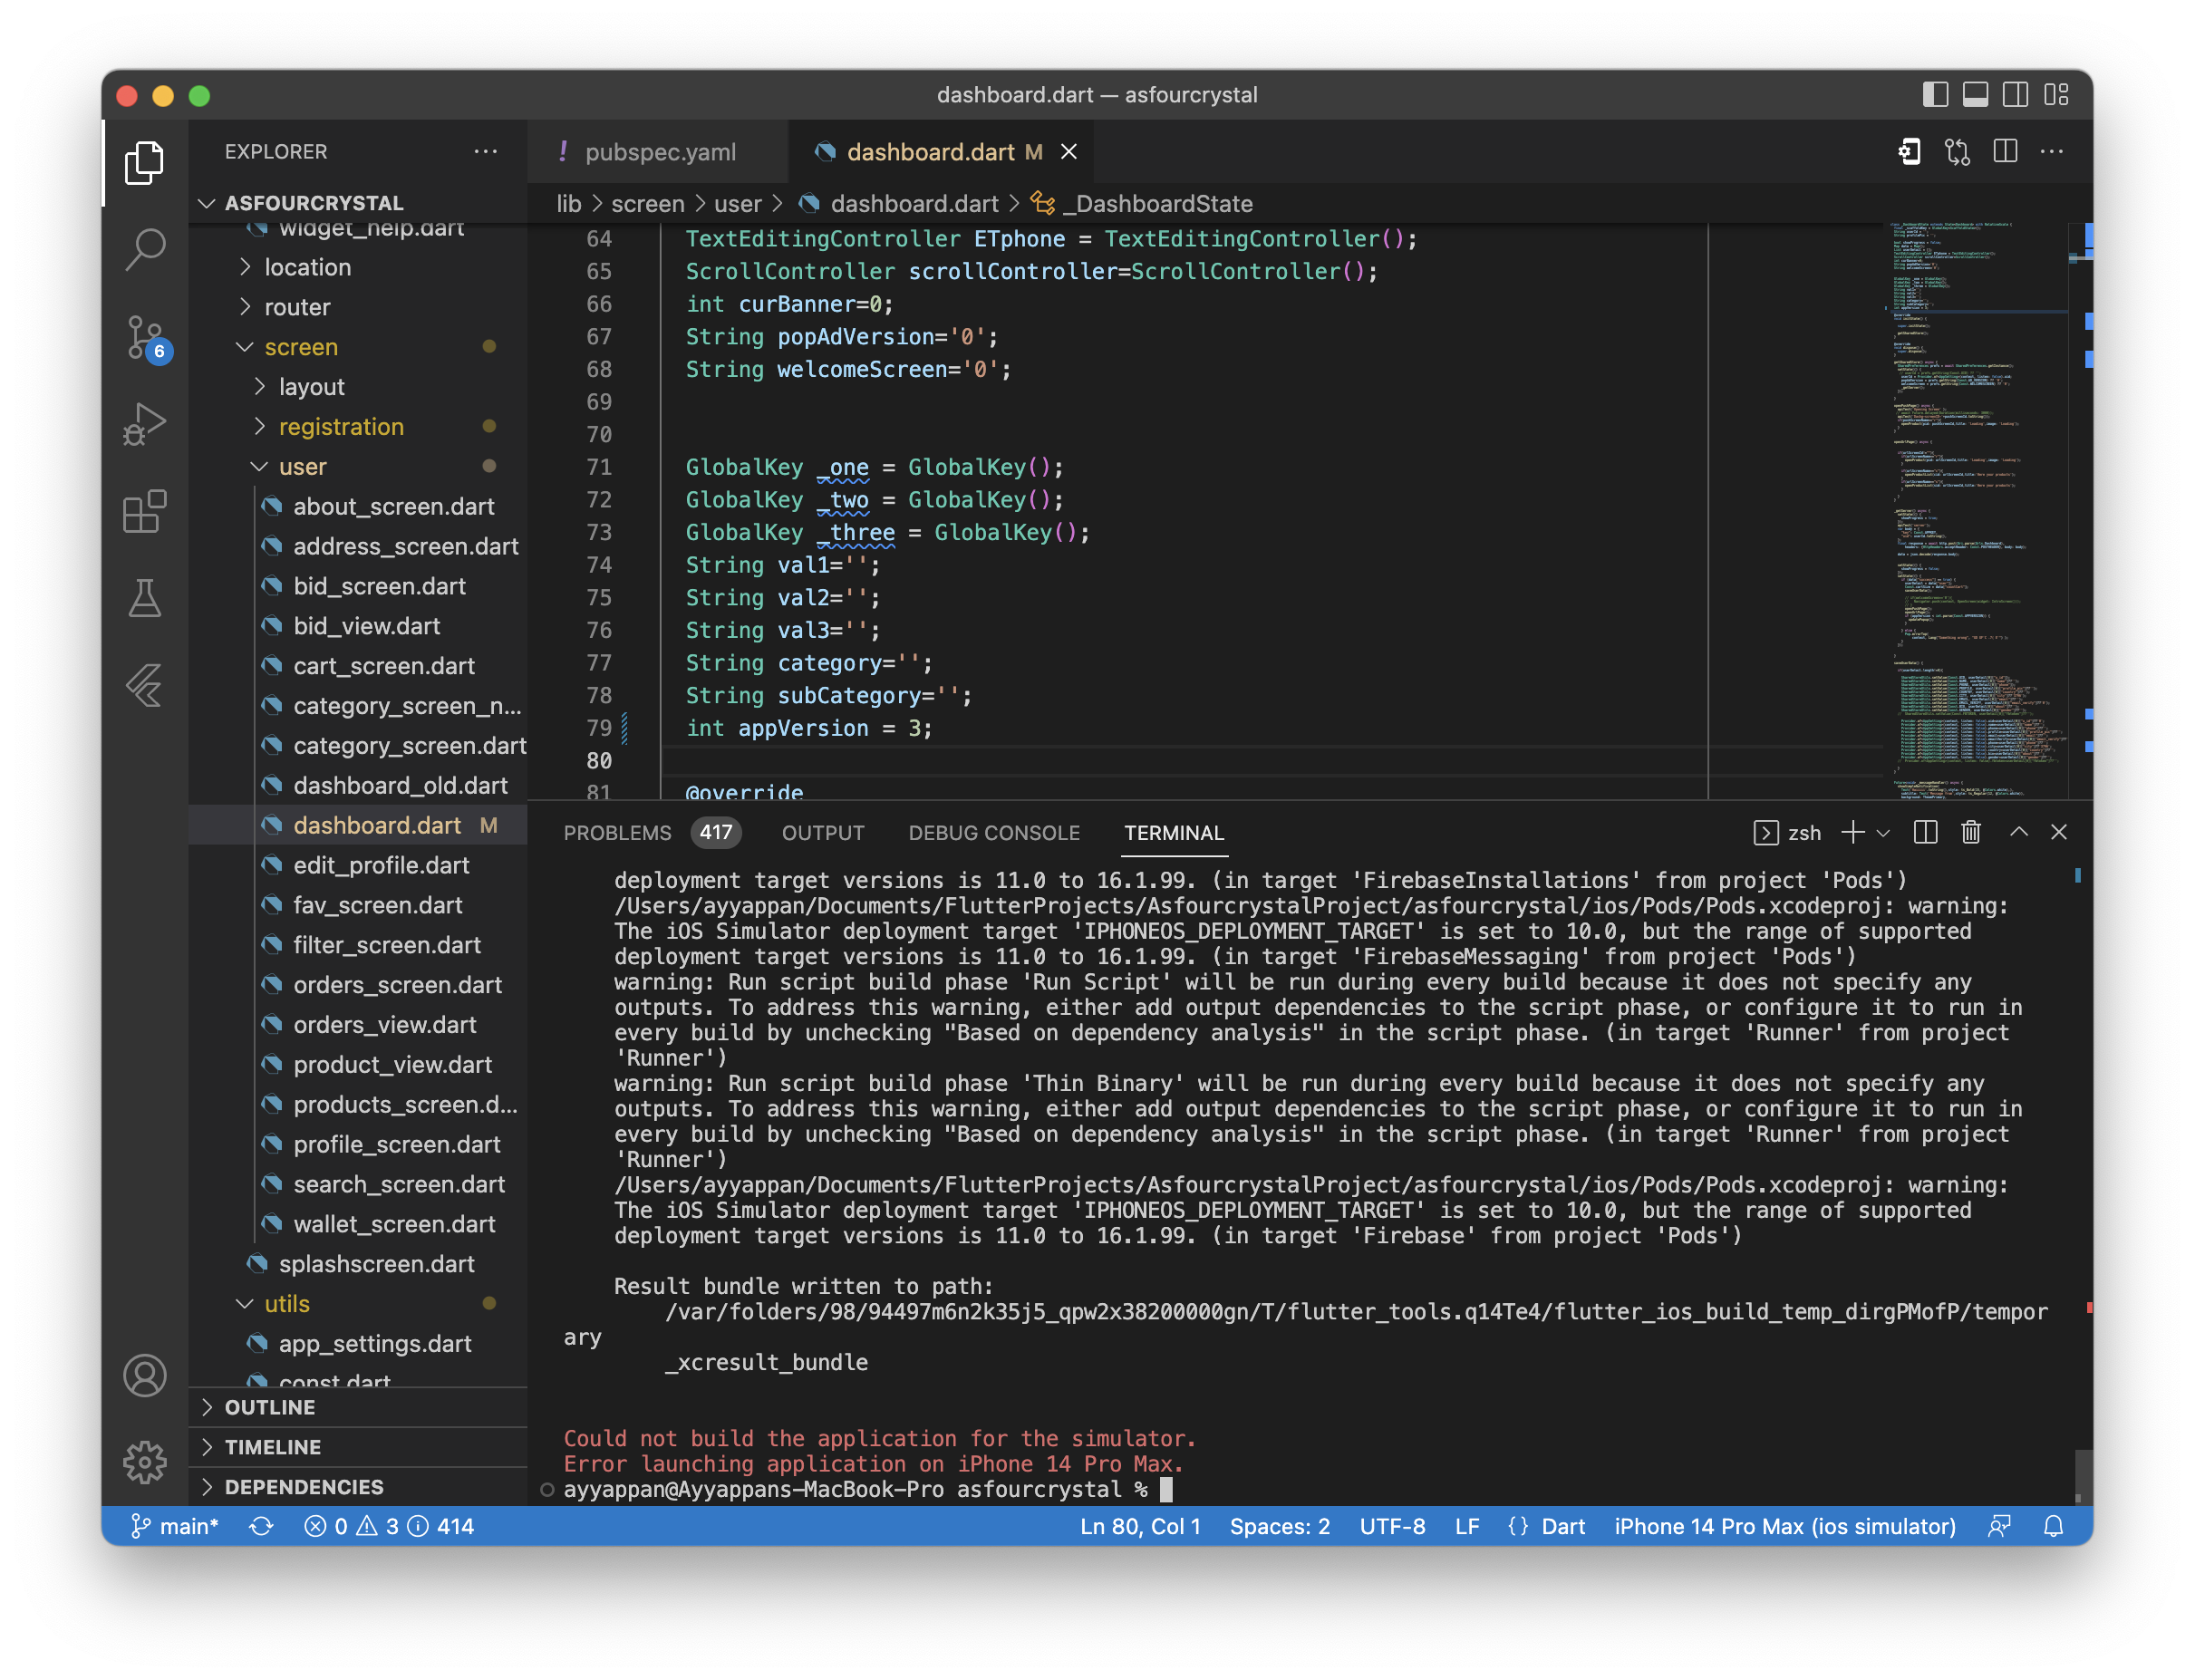 dashboard.dart — asfourcrystal
EXPLORER
pubspec.yaml
dashboard.dart M
ASFOURCRYSTAL
lib > screen > user > dashboard.dart > _DashboardState
widget_help.dart
location
router
screen
layout
registration
user
about_screen.dart
address_screen.dart
bid_screen.dart
bid_view.dart
cart_screen.dart
category_screen_n...
category_screen.dart
dashboard_old.dart
dashboard.dart M
edit_profile.dart
fav_screen.dart
filter_screen.dart
orders_screen.dart
orders_view.dart
product_view.dart
products_screen.d...
profile_screen.dart
search_screen.dart
wallet_screen.dart
splashscreen.dart
utils
app_settings.dart
const.dart
OUTLINE
TIMELINE
DEPENDENCIES
6
64 TextEditingController ETphone = TextEditingController();
65 ScrollController scrollController=ScrollController();
66 int curBanner=0;
67 String popAdVersion='0';
68 String welcomeScreen='0';
69
70
71 GlobalKey _one = GlobalKey();
72 GlobalKey _two = GlobalKey();
73 GlobalKey _three = GlobalKey();
74 String val1='';
75 String val2='';
76 String val3='';
77 String category='';
78 String subCategory='';
79 int appVersion = 3;
80
81 @override
PROBLEMS 417 OUTPUT DEBUG CONSOLE TERMINAL zsh
deployment target versions is 11.0 to 16.1.99. (in target 'FirebaseInstallations' from project 'Pods')
/Users/ayyappan/Documents/FlutterProjects/AsfourcrystalProject/asfourcrystal/ios/Pods/Pods.xcodeproj: warning:
The iOS Simulator deployment target 'IPHONEOS_DEPLOYMENT_TARGET' is set to 10.0, but the range of supported
deployment target versions is 11.0 to 16.1.99. (in target 'FirebaseMessaging' from project 'Pods')
warning: Run script build phase 'Run Script' will be run during every build because it does not specify any
outputs. To address this warning, either add output dependencies to the script phase, or configure it to run in
every build by unchecking "Based on dependency analysis" in the script phase. (in target 'Runner' from project
'Runner')
warning: Run script build phase 'Thin Binary' will be run during every build because it does not specify any
outputs. To address this warning, either add output dependencies to the script phase, or configure it to run in
every build by unchecking "Based on dependency analysis" in the script phase. (in target 'Runner' from project
'Runner')
/Users/ayyappan/Documents/FlutterProjects/AsfourcrystalProject/asfourcrystal/ios/Pods/Pods.xcodeproj: warning:
The iOS Simulator deployment target 'IPHONEOS_DEPLOYMENT_TARGET' is set to 10.0, but the range of supported
deployment target versions is 11.0 to 16.1.99. (in target 'Firebase' from project 'Pods')
Result bundle written to path:
/var/folders/98/94497m6n2k35j5_qpw2x38200000gn/T/flutter_tools.q14Te4/flutter_ios_build_temp_dirgPMofP/tempor
ary
_xcresult_bundle
Could not build the application for the simulator.
Error launching application on iPhone 14 Pro Max.
ayyappan@Ayyappans-MacBook-Pro asfourcrystal %
main* 0 3 414 Ln 80, Col 1 Spaces: 2 UTF-8 LF {} Dart iPhone 14 Pro Max (ios simulator)